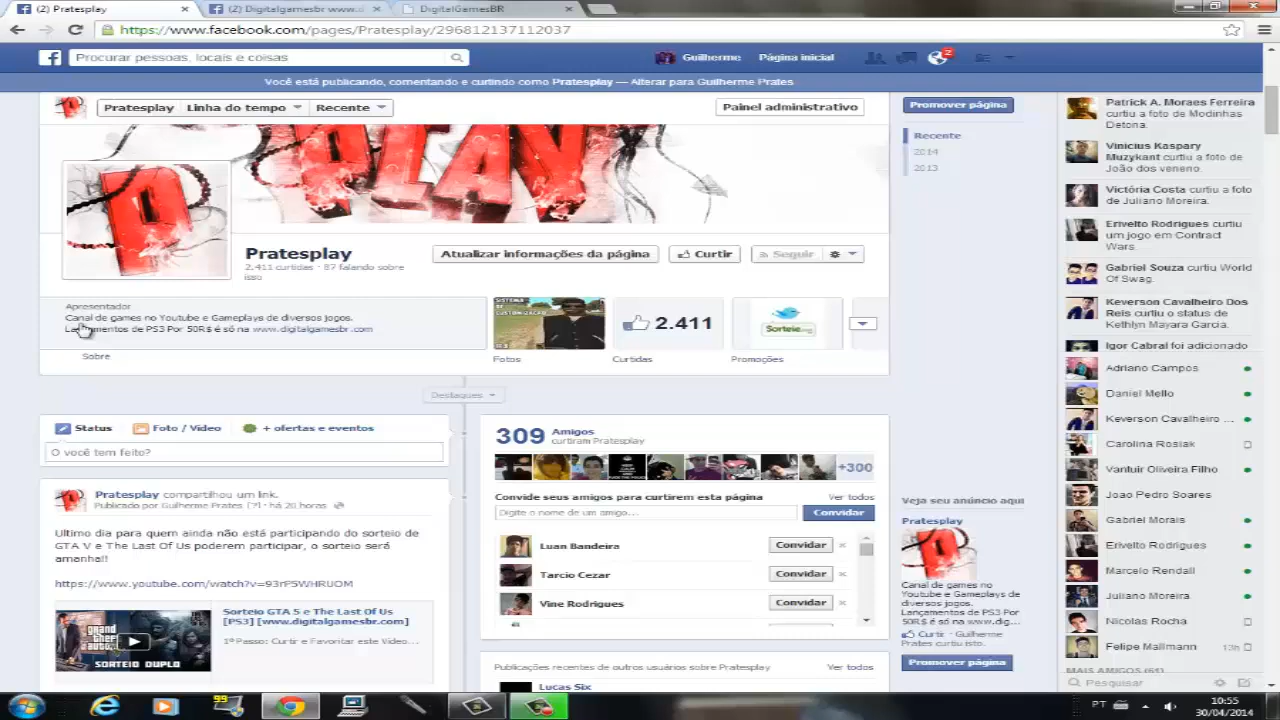 (2) Pratesplay
(2) Digitalgamesbr www.d
DigitalGamesBR
https://www.facebook.com/pages/Pratesplay/296812137112037
Procurar pessoas, locais e coisas
Guilherme
Página inicial
2
Você está publicando, comentando e curtindo como Pratesplay — Alterar para Guilherme Prates
Pratesplay
Linha do tempo
Recente
Painel administrativo
PLAY
Pratesplay
2.411 curtidas · 87 falando sobre
isso
Atualizar informações da página
Curtir
Seguir
Apresentador
Canal de games no Youtube e Gameplays de diversos jogos.
Lançamentos de PS3 Por 50R$ é só na www.digitalgamesbr.com
Sobre
SISTEMA
DE
CUSTOMIZAÇÃO
Fotos
2.411
Curtidas
Sorteie
Promoções
Destaques
Status
Foto / Vídeo
+ ofertas e eventos
O você tem feito?
Pratesplay compartilhou um link.
Publicado por Guilherme Prates [?] · há 20 horas
Ultimo dia para quem ainda não está participando do sorteio de
GTA V e The Last Of Us poderem participar, o sorteio será
amanha!!
https://www.youtube.com/watch?v=93rP5WHRUOM
Sorteio GTA 5 e The Last Of Us
[PS3] [www.digitalgamesbr.com]
1º Passo: Curtir e Favoritar este Video...
SORTEIO DUPLO
309
Amigos
curtiram Pratesplay
+300
Convide seus amigos para curtirem esta página
Ver todos
Digite o nome de um amigo...
Convidar
Luan Bandeira
Convidar
Tarcio Cezar
Convidar
Vine Rodrigues
Convidar
Publicações recentes de outros usuários sobre Pratesplay
Ver todos
Lucas Six
Promover página
Recente
2014
2013
Veja seu anúncio aqui
Pratesplay
Canal de games no
Youtube e Gameplays de
diversos jogos.
Lançamentos de PS3 Por
50R$ é só na www.dig...
Curtir · Guilherme
Prates curtiu isto.
Promover página
Patrick A. Moraes Ferreira
curtiu a foto de Modinhas
Detona.
Vinicius Kaspary
Muzykant curtiu a foto de
João dos veneno.
Victória Costa curtiu a foto
de Juliano Moreira.
Erivelto Rodrigues curtiu
um jogo em Contract
Wars.
Gabriel Souza curtiu World
Of Swag.
Keverson Cavalheiro Dos
Reis curtiu o status de
Kethlyn Mayara Garcia.
Igor Cabral foi adicionado
Adriano Campos
Daniel Mello
Keverson Cavalheiro ...
Carolina Rosiak
Vantuir Oliveira Filho
Joao Pedro Soares
Gabriel Morais
Erivelto Rodrigues
Marcelo Rendall
Juliano Moreira
Nicolas Rocha
Felipe Mallmann
13h
MAIS AMIGOS (61)
Pesquisar
99
PT
10:55
30/04/2014